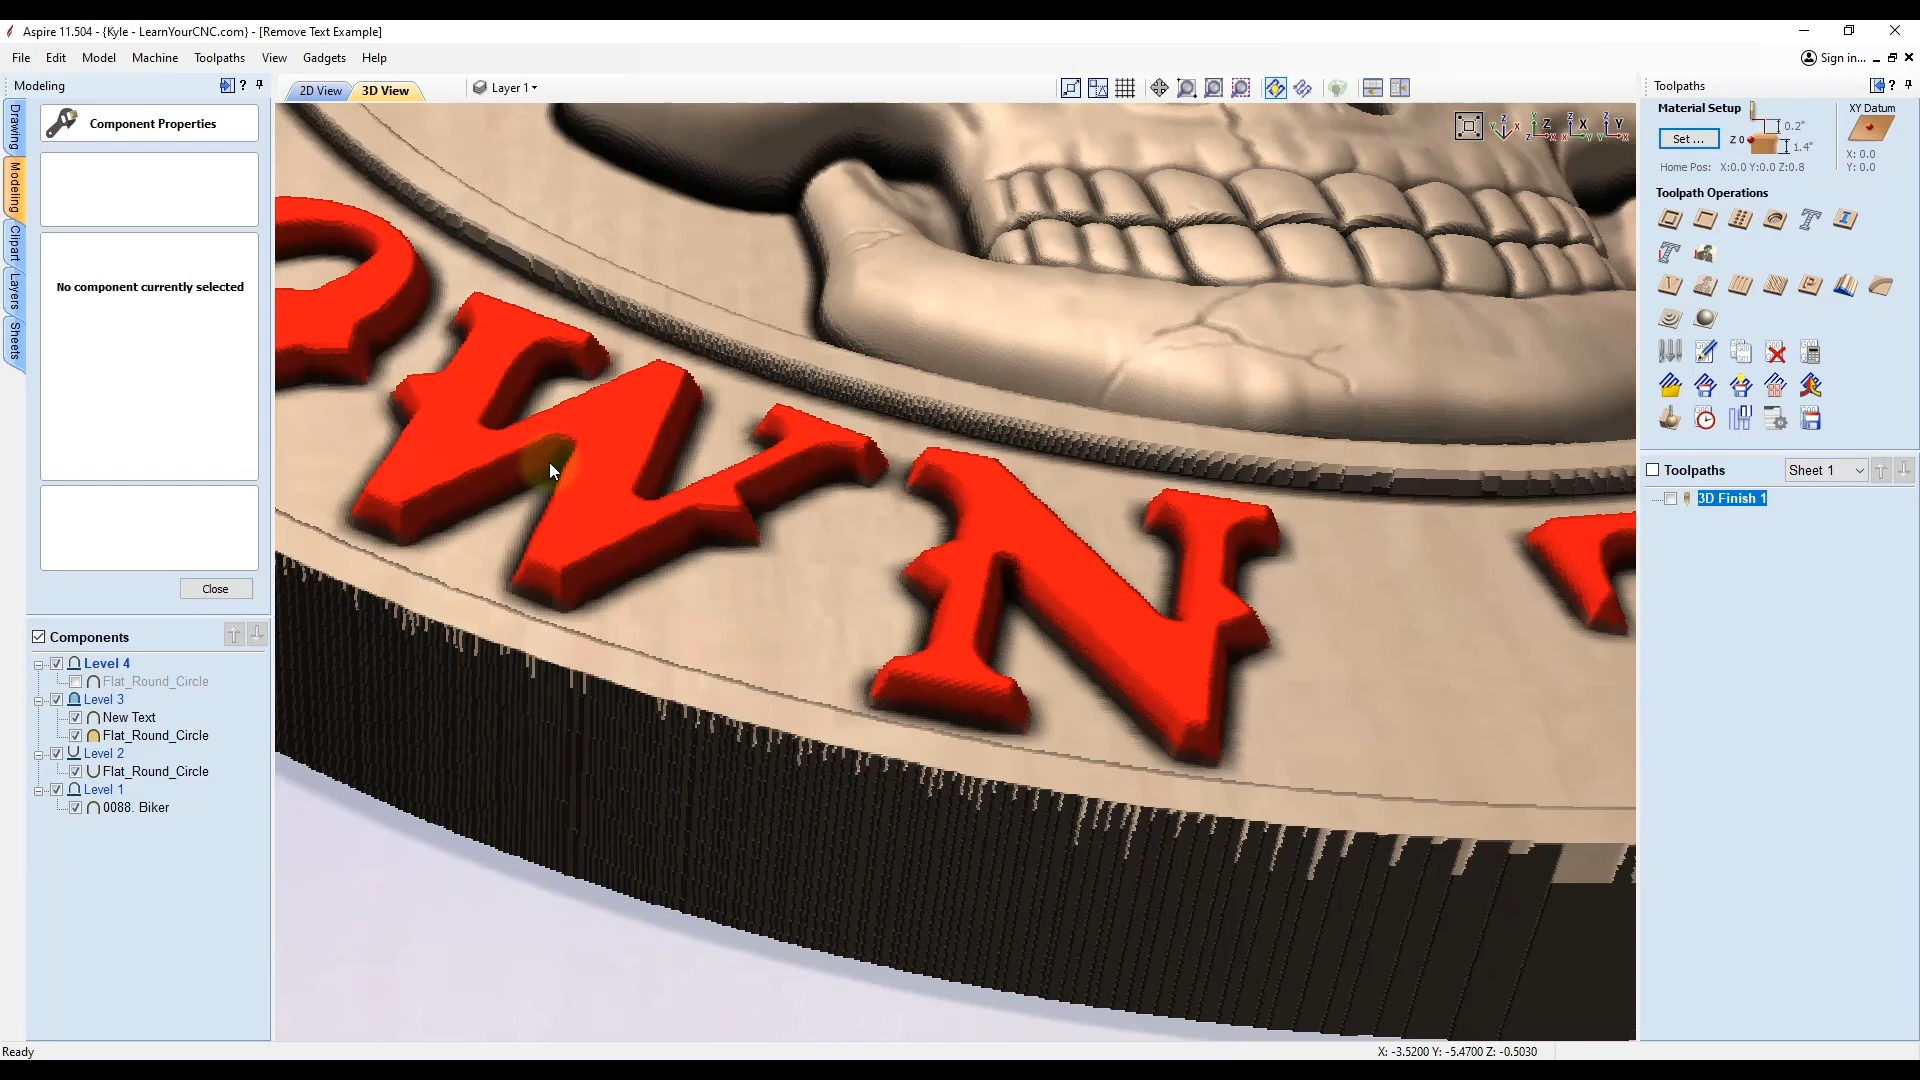 Aspire 11.504 - {Kyle - LearnYourCNC.com} - [Remove Text Example]
File Edit Model Machine Toolpaths View Gadgets Help
Sign in...
Modeling
2D View 3D View Layer 1
Toolpaths
Drawing
Modeling
Clipart
Layers
Sheets
Component Properties
No component currently selected
Close
Components
Level 4
Flat_Round_Circle
Level 3
New Text
Flat_Round_Circle
Level 2
Flat_Round_Circle
Level 1
0088. Biker
WN
Material Setup
XY Datum
Set ...
Z 0
0.2"
1.4"
X: 0.0
Y: 0.0
Home Pos: X:0.0 Y:0.0 Z:0.8
Toolpath Operations
Toolpaths Sheet 1
3D Finish 1
Ready
X: -3.5200 Y: -5.4700 Z: -0.5030